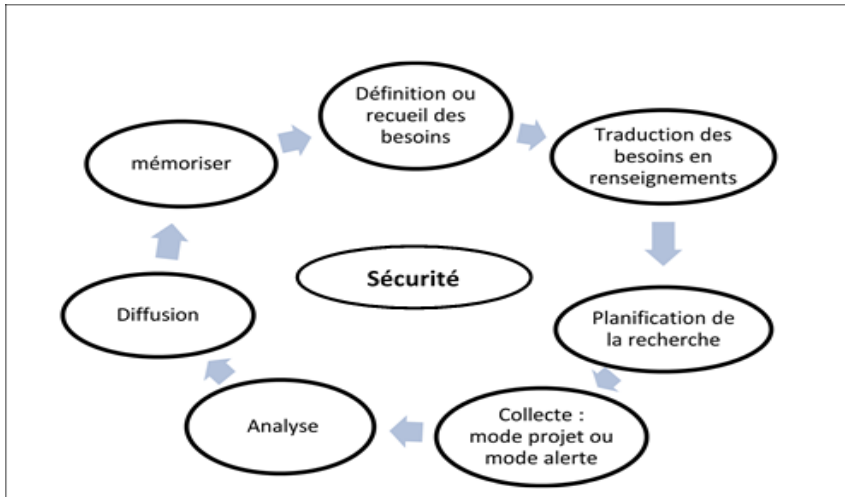 Définition ou
recueil des
besoins
Traduction des
besoins en
renseignements
Planification de
la recherche
Collecte :
mode projet ou
mode alerte
Analyse
Diffusion
mémoriser
Sécurité